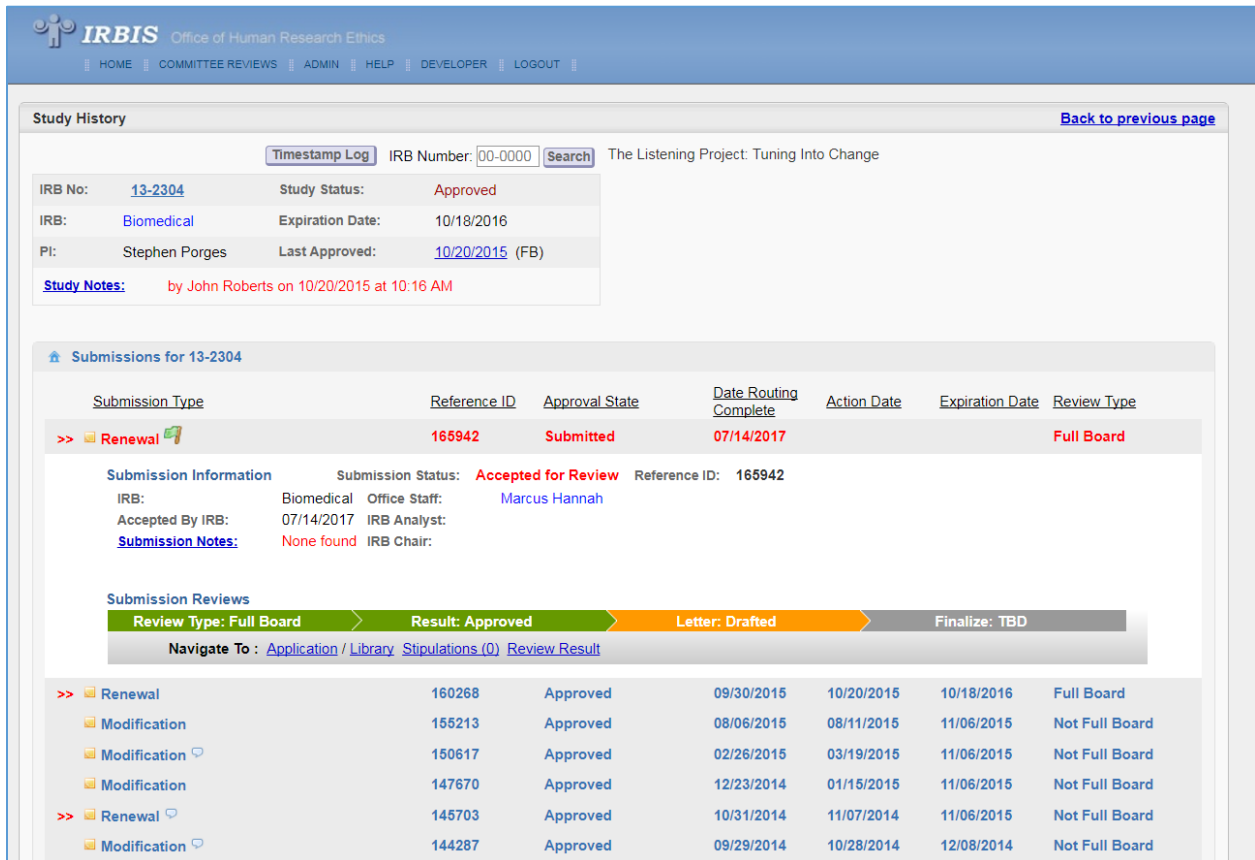 IRBIS Office of Human Research Ethics
HOME COMMITTEE REVIEWS ADMIN HELP DEVELOPER LOGOUT
Study History Back to previous page
Timestamp Log IRB Number: 00-0000 Search The Listening Project: Tuning Into Change
IRB No: 13-2304 Study Status: Approved
IRB: Biomedical Expiration Date: 10/18/2016
PI: Stephen Porges Last Approved: 10/20/2015 (FB)
Study Notes: by John Roberts on 10/20/2015 at 10:16 AM
Submissions for 13-2304
Submission Type Reference ID Approval State Date Routing Complete Action Date Expiration Date Review Type
>> Renewal 165942 Submitted 07/14/2017 Full Board
Submission Information Submission Status: Accepted for Review Reference ID: 165942
IRB: Biomedical Office Staff: Marcus Hannah
Accepted By IRB: 07/14/2017 IRB Analyst:
Submission Notes: None found IRB Chair:
Submission Reviews
Review Type: Full Board Result: Approved Letter: Drafted Finalize: TBD
Navigate To : Application / Library Stipulations (0) Review Result
>> Renewal 160268 Approved 09/30/2015 10/20/2015 10/18/2016 Full Board
Modification 155213 Approved 08/06/2015 08/11/2015 11/06/2015 Not Full Board
Modification 150617 Approved 02/26/2015 03/19/2015 11/06/2015 Not Full Board
Modification 147670 Approved 12/23/2014 01/15/2015 11/06/2015 Not Full Board
>> Renewal 145703 Approved 10/31/2014 11/07/2014 11/06/2015 Not Full Board
Modification 144287 Approved 09/29/2014 10/28/2014 12/08/2014 Not Full Board